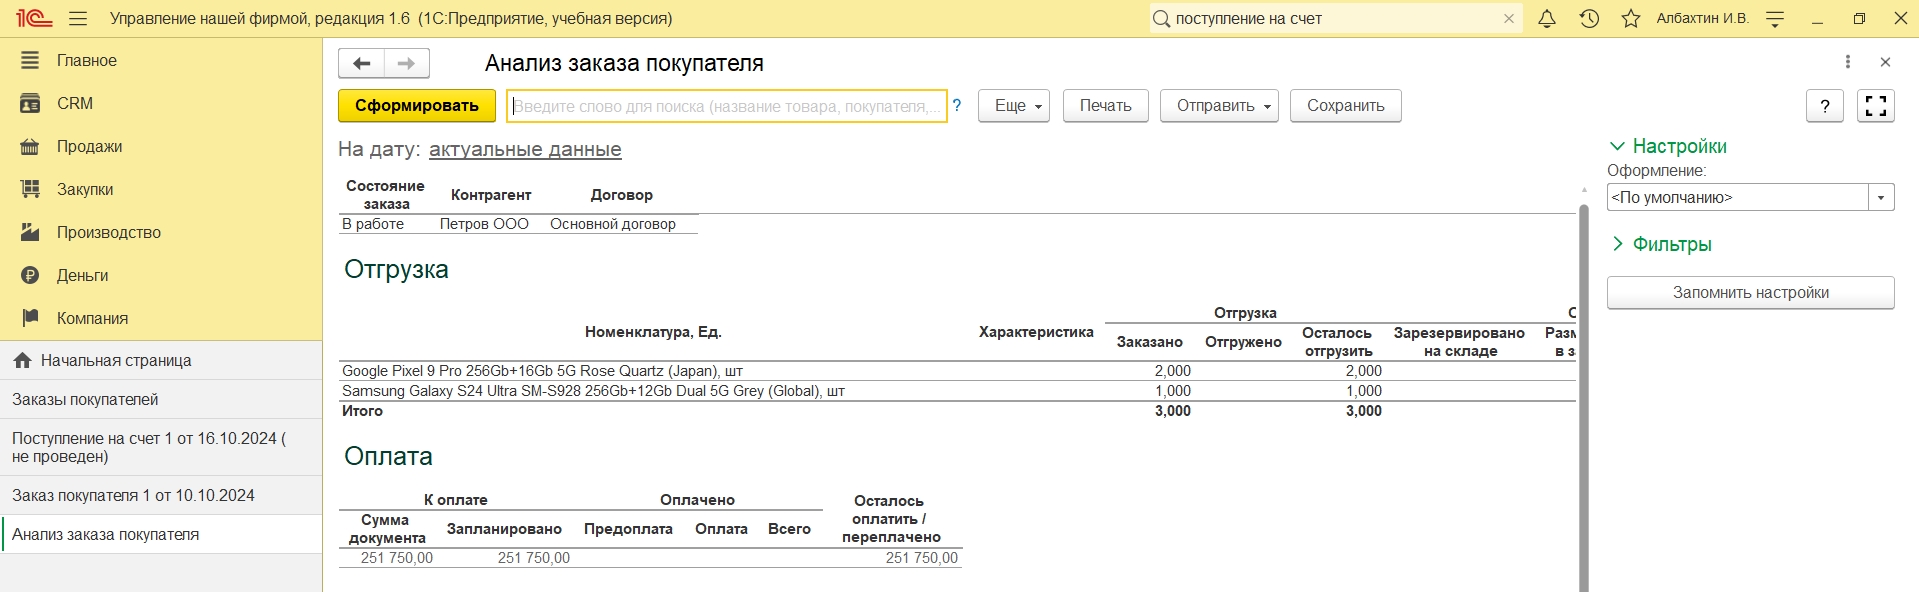 1С Управление нашей фирмой, редакция 1.6 (1С:Предприятие, учебная версия) поступление на счет Албахтин И.В.
Главное
CRM
Продажи
Закупки
Производство
Деньги
Компания
Начальная страница
Заказы покупателей
Поступление на счет 1 от 16.10.2024 (
не проведен)
Заказ покупателя 1 от 10.10.2024
Анализ заказа покупателя
Анализ заказа покупателя
Сформировать Введите слово для поиска (название товара, покупателя,... ? Еще Печать Отправить Сохранить ?
На дату: актуальные данные
Состояние заказа Контрагент Договор
В работе Петров ООО Основной договор
Отгрузка
Номенклатура, Ед. Характеристика Отгрузка
Заказано Отгружено Осталось отгрузить Зарезервировано на складе
Google Pixel 9 Pro 256Gb+16Gb 5G Rose Quartz (Japan), шт 2,000 2,000
Samsung Galaxy S24 Ultra SM-S928 256Gb+12Gb Dual 5G Grey (Global), шт 1,000 1,000
Итого 3,000 3,000
Оплата
К оплате Оплачено Осталось оплатить / переплачено
Сумма документа Запланировано Предоплата Оплата Всего
251 750,00 251 750,00 251 750,00
Настройки
Оформление:
<По умолчанию>
Фильтры
Запомнить настройки